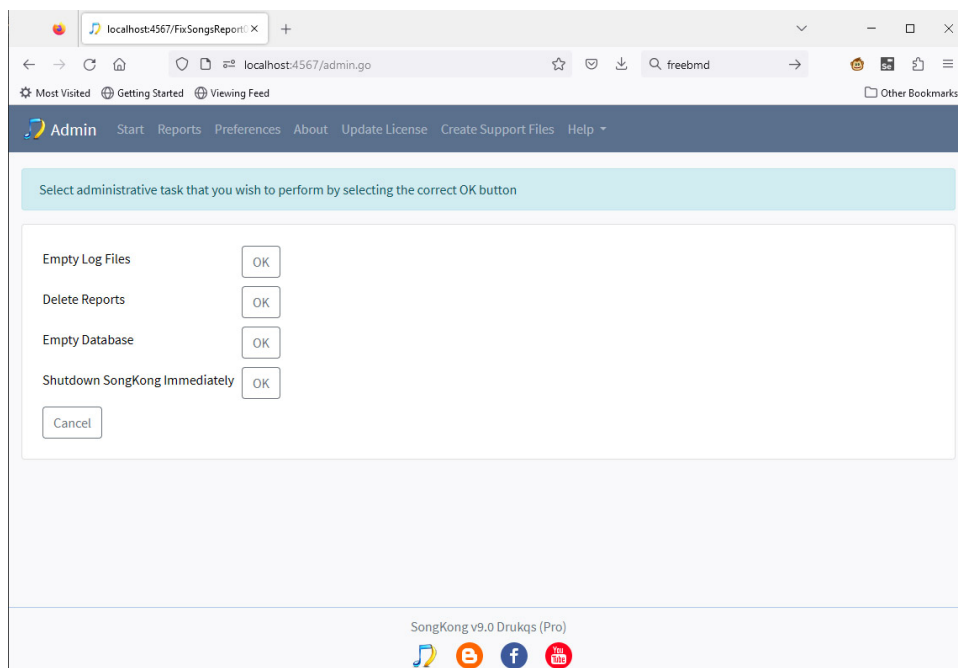 localhost:4567/FixSongsReport
localhost:4567/admin.go
freebmd
Most Visited Getting Started Viewing Feed Other Bookmarks
Admin Start Reports Preferences About Update License Create Support Files Help
Select administrative task that you wish to perform by selecting the correct OK button
Empty Log Files OK
Delete Reports OK
Empty Database OK
Shutdown SongKong Immediately OK
Cancel
SongKong v9.0 Drukqs (Pro)
You
Tube